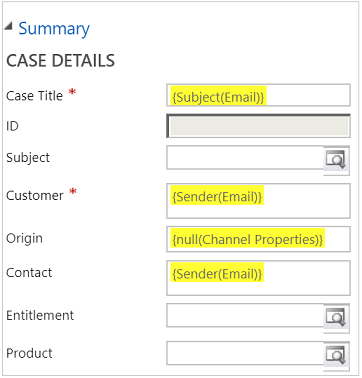 Summary
CASE DETAILS
Case Title * {Subject(Email)}
ID
Subject
Customer * {Sender(Email)}
Origin {null(Channel Properties)}
Contact {Sender(Email)}
Entitlement
Product